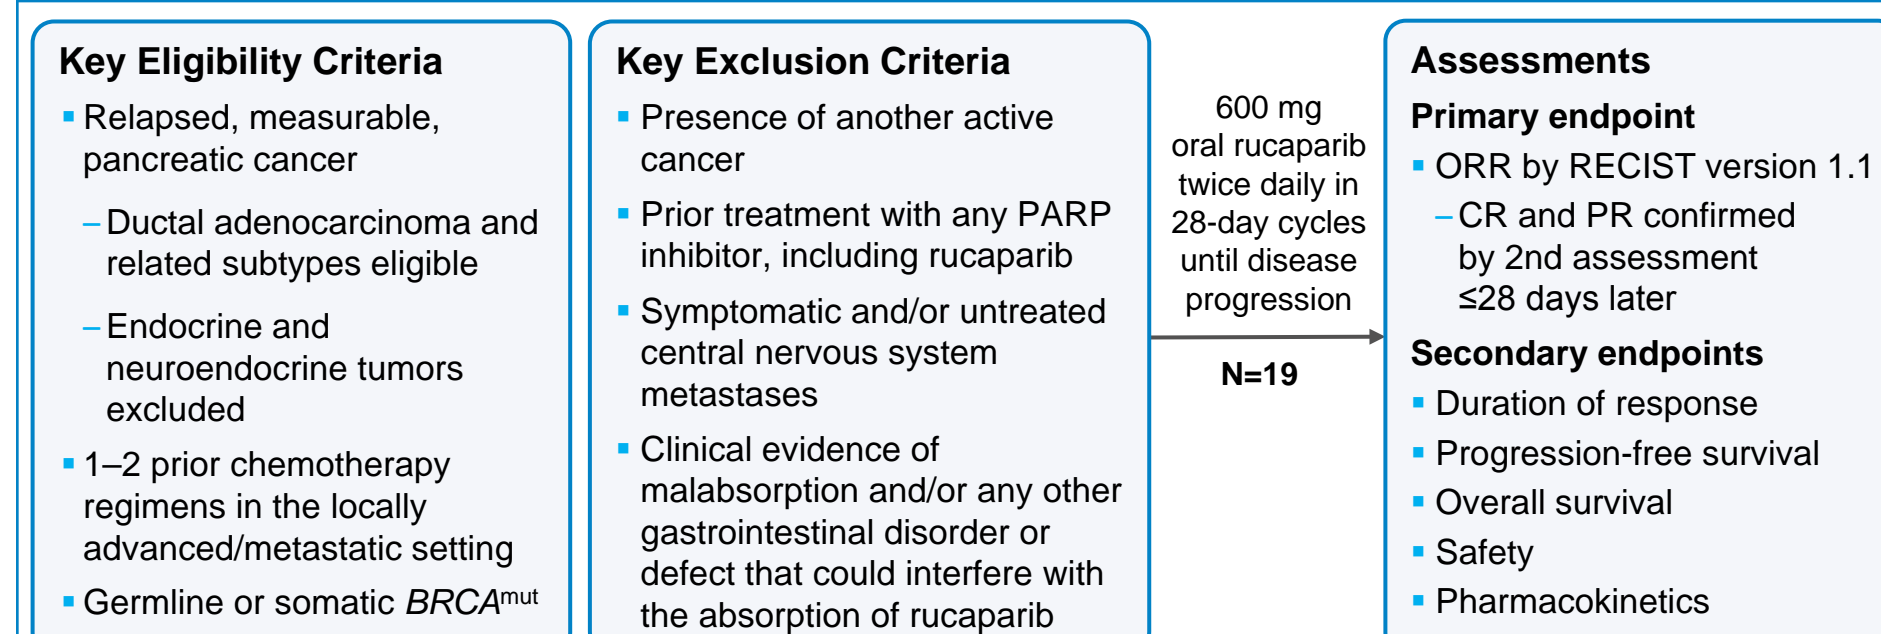 Key Eligibility Criteria
▪ Relapsed, measurable,
pancreatic cancer
– Ductal adenocarcinoma and
related subtypes eligible
– Endocrine and
neuroendocrine tumors
excluded
▪ 1–2 prior chemotherapy
regimens in the locally
advanced/metastatic setting
▪ Germline or somatic BRCAmut
Key Exclusion Criteria
▪ Presence of another active
cancer
▪ Prior treatment with any PARP
inhibitor, including rucaparib
▪ Symptomatic and/or untreated
central nervous system
metastases
▪ Clinical evidence of
malabsorption and/or any other
gastrointestinal disorder or
defect that could interfere with
the absorption of rucaparib
600 mg
oral rucaparib
twice daily in
28-day cycles
until disease
progression
N=19
Assessments
Primary endpoint
▪ ORR by RECIST version 1.1
– CR and PR confirmed
by 2nd assessment
≤28 days later
Secondary endpoints
▪ Duration of response
▪ Progression-free survival
▪ Overall survival
▪ Safety
▪ Pharmacokinetics